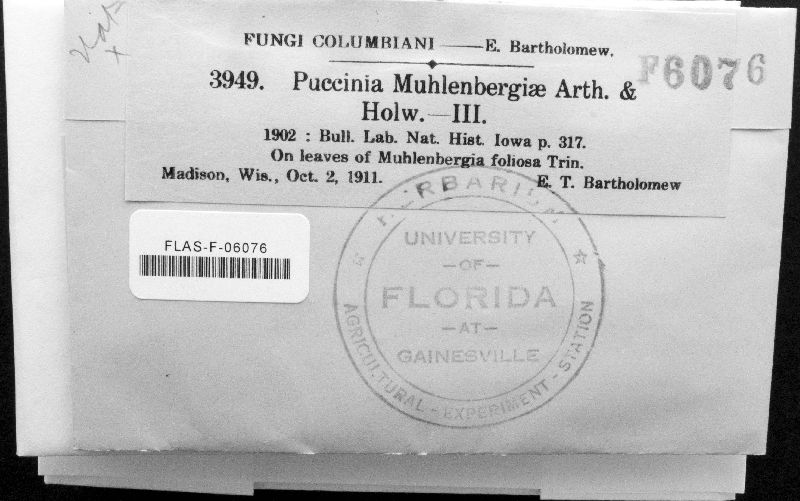 FUNGI COLUMBIANI — E. Bartholomew.
F6076
3949. Puccinia Muhlenbergiæ Arth. &
Holw.—III.
1902 : Bull. Lab. Nat. Hist. Iowa p. 317.
On leaves of Muhlenbergia foliosa Trin.
Madison, Wis., Oct. 2, 1911. E. T. Bartholomew
FLAS-F-06076
HERBARIUM
UNIVERSITY
—OF—
FLORIDA
—AT—
GAINESVILLE
AGRICULTURAL - EXPERIMENT - STATION